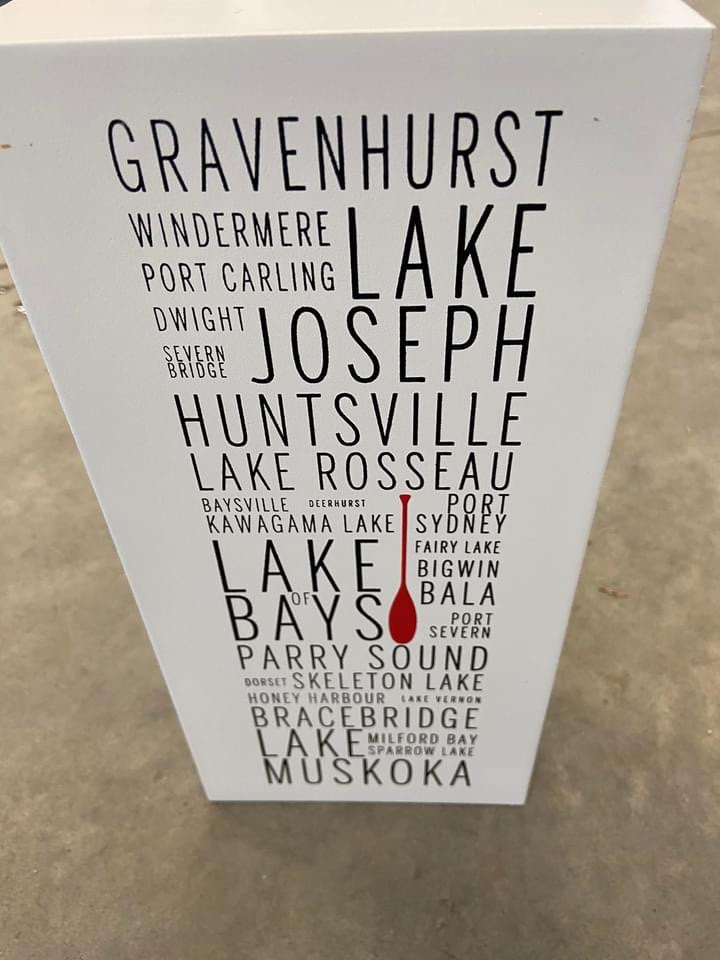 GRAVENHURST
WINDERMERE
PORT CARLING
LAKE
DWIGHT
SEVERN
BRIDGE
JOSEPH
HUNTSVILLE
LAKE ROSSEAU
BAYSVILLE DEERHURST
KAWAGAMA LAKE
PORT
SYDNEY
LAKE
OF
BAYS
FAIRY LAKE
BIGWIN
BALA
PORT
SEVERN
PARRY SOUND
DORSET SKELETON LAKE
HONEY HARBOUR LAKE VERNON
BRACEBRIDGE
LAKE
MILFORD BAY
SPARROW LAKE
MUSKOKA